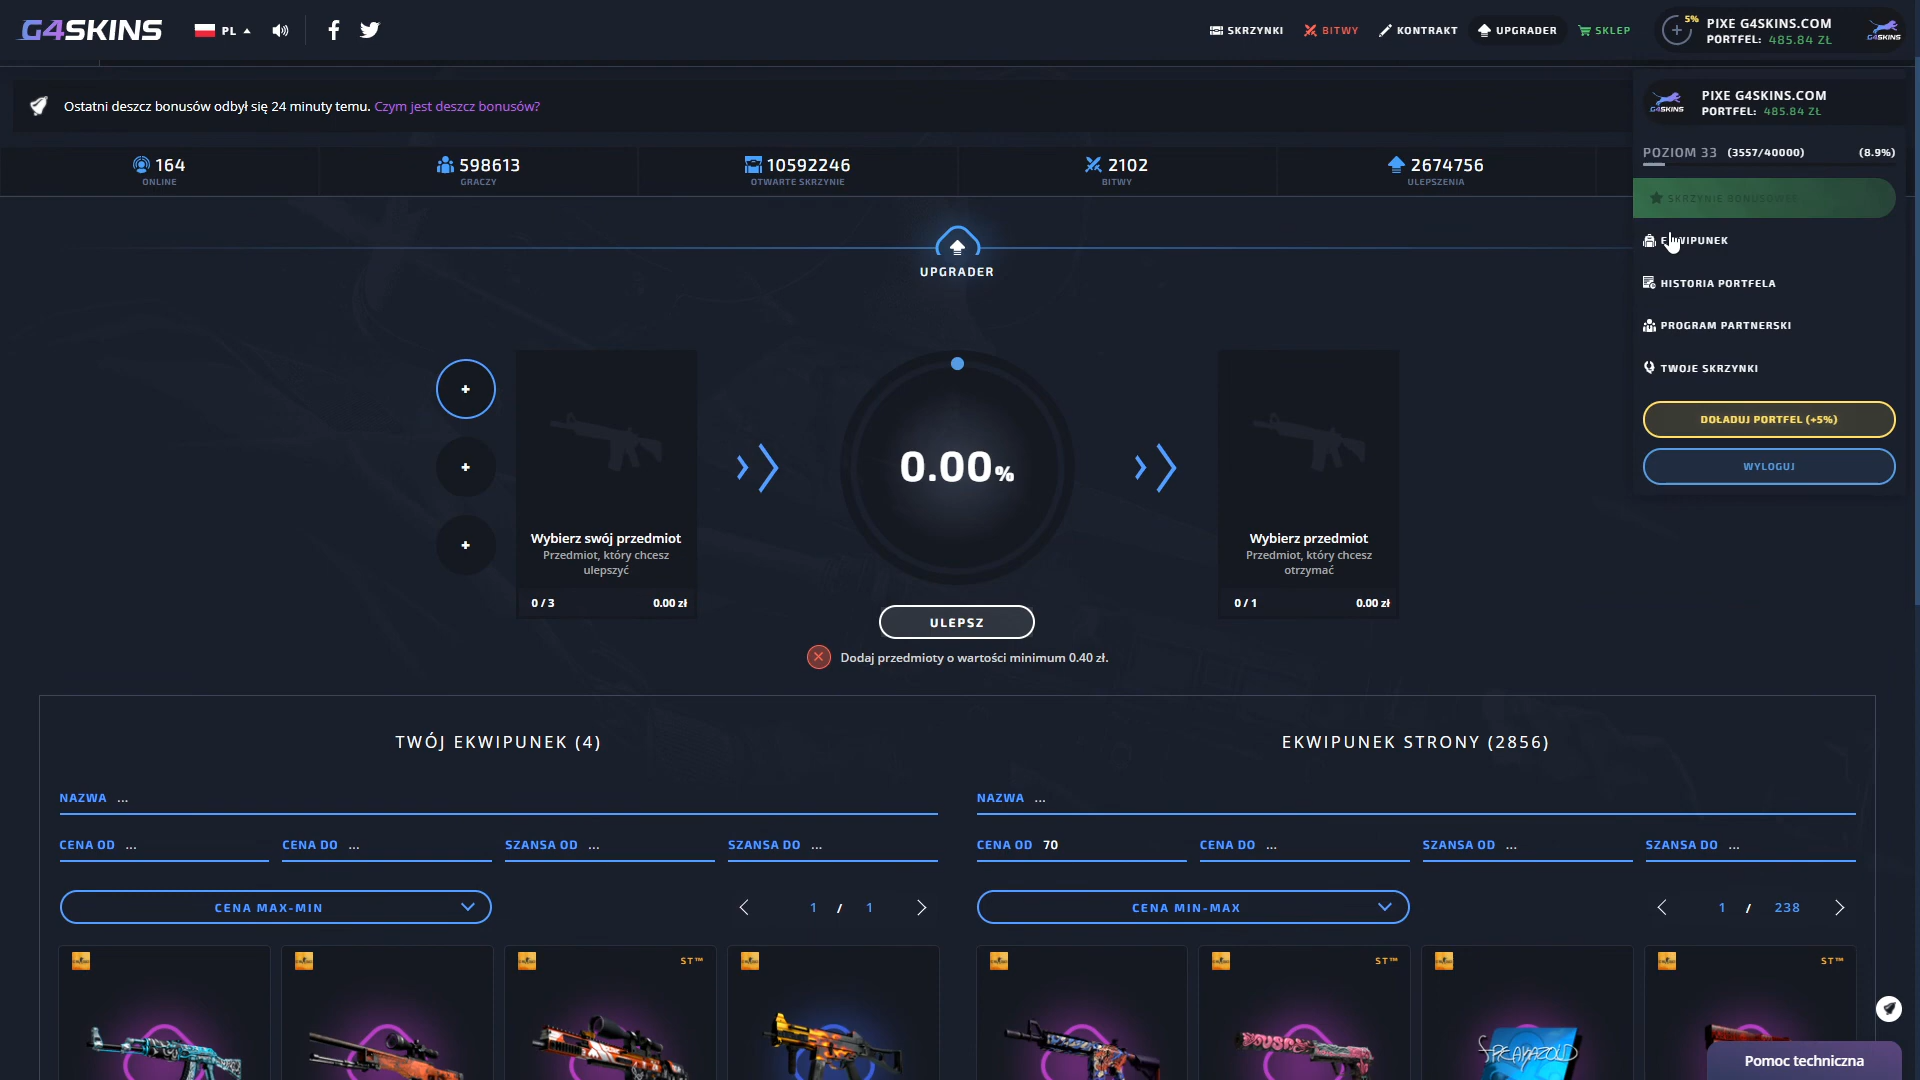 G4SKINS
PL
SKRZYNKI
BITWY
KONTRAKT
UPGRADER
SKLEP
5%
PIXE G4SKINS.COM
PORTFEL: 485.84 ZŁ
G4SKINS
Ostatni deszcz bonusów odbył się 24 minuty temu. Czym jest deszcz bonusów?
G4SKINS
PIXE G4SKINS.COM
PORTFEL: 485.84 ZŁ
POZIOM 33 (3557/40000) (8.9%)
SKRZYNIE BONUSOWE
EKWIPUNEK
HISTORIA PORTFELA
PROGRAM PARTNERSKI
TWOJE SKRZYNKI
DOŁADUJ PORTFEL (+5%)
WYLOGUJ
164
ONLINE
598613
GRACZY
10592246
OTWARTE SKRZYNIE
2102
BITWY
2674756
ULEPSZENIA
UPGRADER
+
+
+
Wybierz swój przedmiot
Przedmiot, który chcesz
ulepszyć
0 / 3 0.00 zł
0.00%
Wybierz przedmiot
Przedmiot, który chcesz
otrzymać
0 / 1 0.00 zł
ULEPSZ
Dodaj przedmioty o wartości minimum 0.40 zł.
TWÓJ EKWIPUNEK (4)
NAZWA ...
CENA OD ... CENA DO ... SZANSA OD ... SZANSA DO ...
CENA MAX-MIN
1 / 1
ST™
EKWIPUNEK STRONY (2856)
NAZWA ...
CENA OD 70 CENA DO ... SZANSA OD ... SZANSA DO ...
CENA MIN-MAX
1 / 238
ST™
ST™
Pomoc techniczna